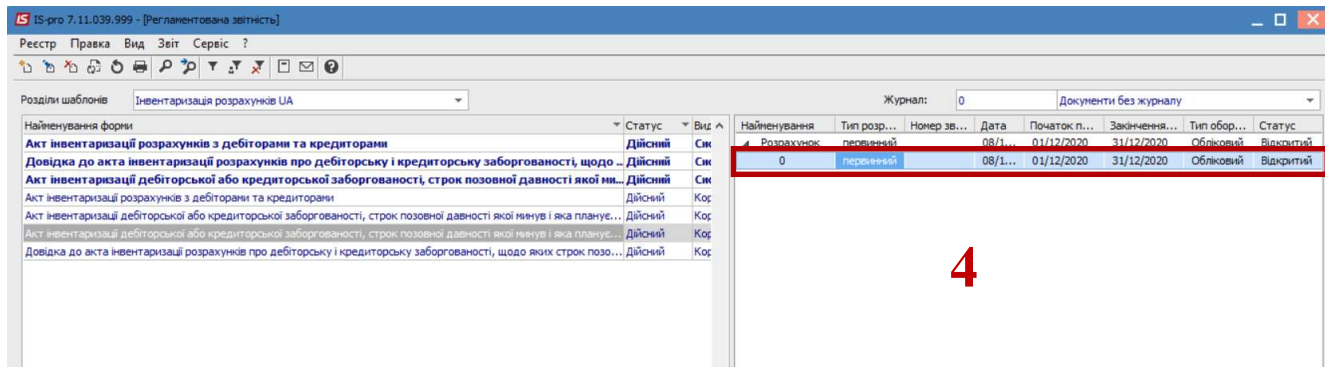 IS-pro 7.11.039.999 - [Регламентована звітність]
Реєстр Правка Вид Звіт Сервіс ?
Розділи шаблонів Інвентаризація розрахунків UA Журнал: 0 Документи без журналу
Найменування форми Статус Вид Найменування Тип розр... Номер зв... Дата Початок п... Закінчення... Тип обор... Статус
Акт інвентаризації розрахунків з дебіторами та кредиторами Дійсний Сис Розрахунок первинний 08/1... 01/12/2020 31/12/2020 Обліковий Відкритий
Довідка до акта інвентаризації розрахунків про дебіторську і кредиторську заборгованості, щодо .. Дійсний Сис 0 первинний 08/1... 01/12/2020 31/12/2020 Обліковий Відкритий
Акт інвентаризації дебіторської або кредиторської заборгованості, строк позовної давності якої ми... Дійсний Сис
Акт інвентаризації розрахунків з дебіторами та кредиторами Дійсний Кор
Акт інвентаризації дебіторської або кредиторської заборгованості, строк позовної давності якої минув і яка планує... Дійсний Кор
Акт інвентаризації дебіторської або кредиторської заборгованості, строк позовної давності якої минув і яка планує... Дійсний Кор
Довідка до акта інвентаризації розрахунків про дебіторську і кредиторську заборгованості, щодо яких строк позо... Дійсний Кор
4